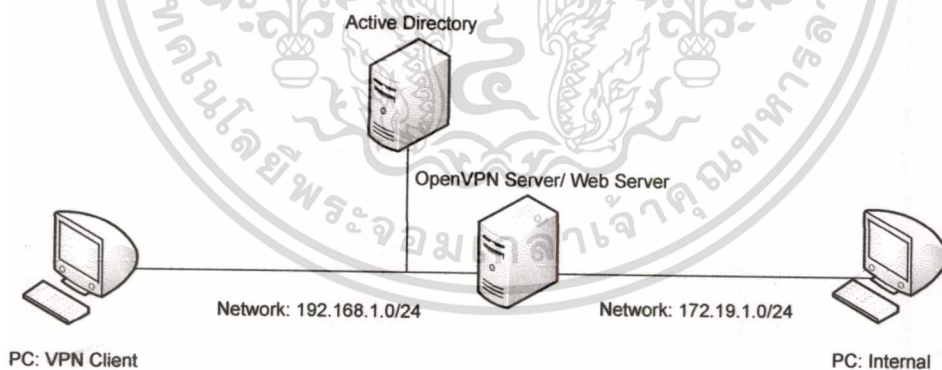 Active Directory
OpenVPN Server/ Web Server
Network: 192.168.1.0/24
Network: 172.19.1.0/24
PC: VPN Client
PC: Internal